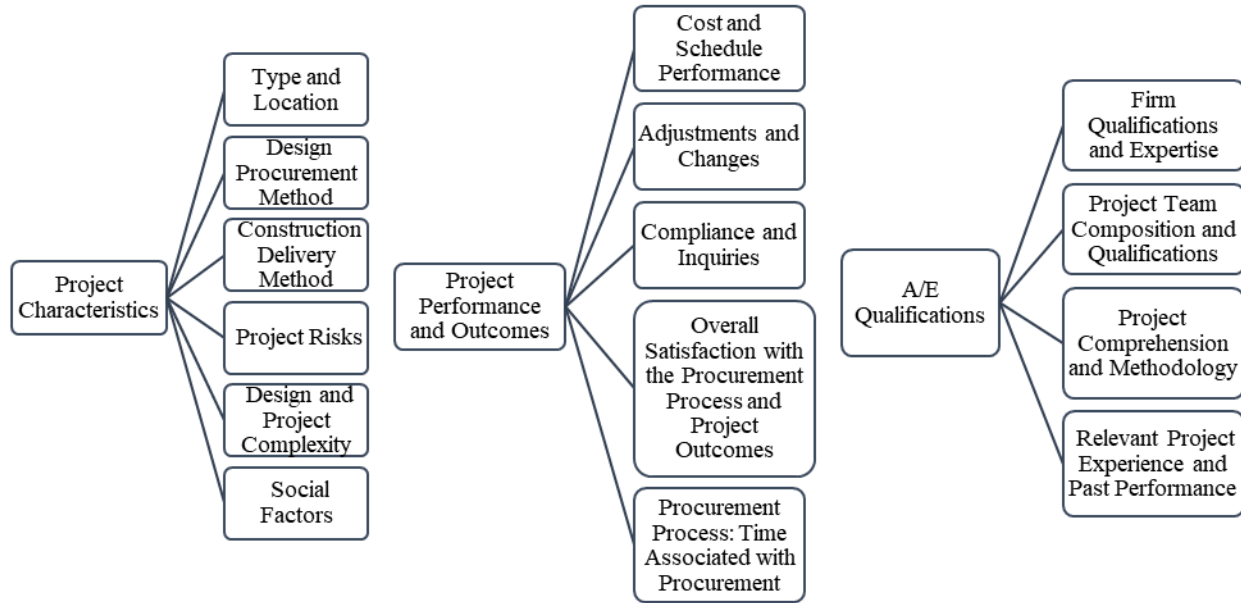 Project
Characteristics
Type and
Location
Design
Procurement
Method
Construction
Delivery
Method
Project Risks
Design and
Project
Complexity
Social
Factors
Project
Performance
and Outcomes
Cost and
Schedule
Performance
Adjustments and
Changes
Compliance and
Inquiries
Overall
Satisfaction with
the Procurement
Process and
Project
Outcomes
Procurement
Process: Time
Associated with
Procurement
A/E
Qualifications
Firm
Qualifications
and Expertise
Project Team
Composition and
Qualifications
Project
Comprehension
and Methodology
Relevant Project
Experience and
Past Performance